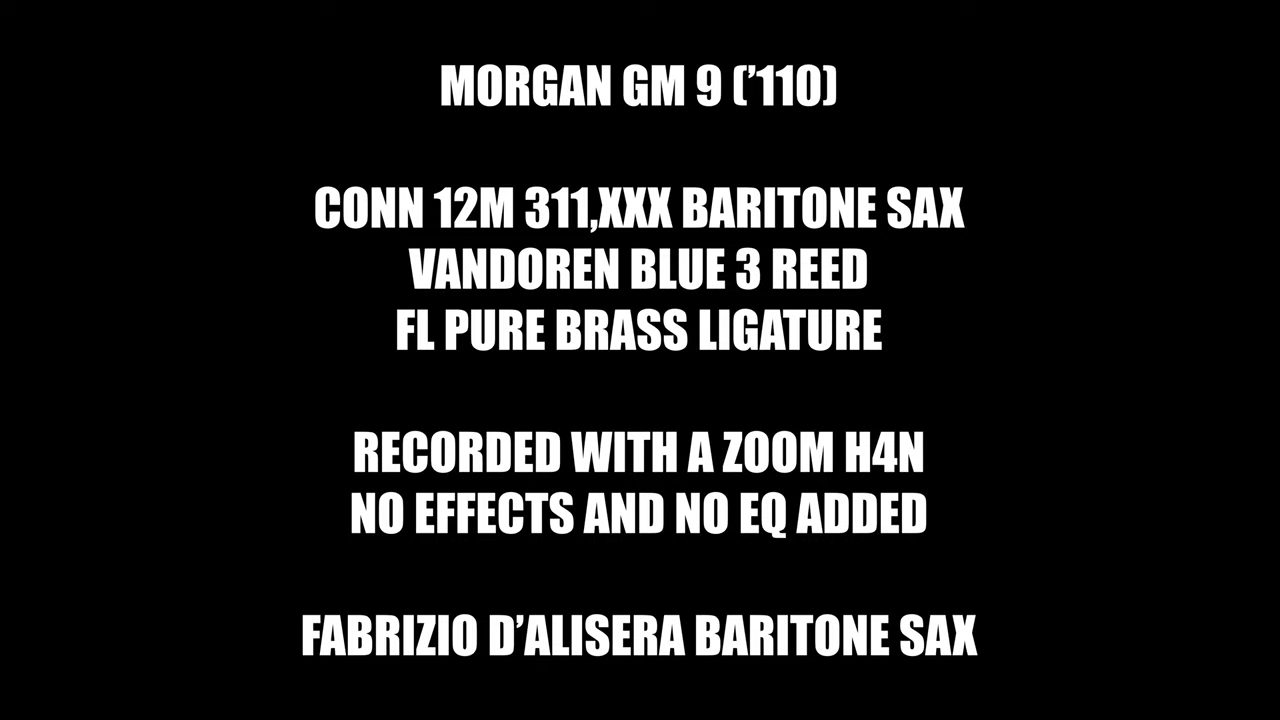 MORGAN GM 9 (’110)
CONN 12M 311,XXX BARITONE SAX
VANDOREN BLUE 3 REED
FL PURE BRASS LIGATURE
RECORDED WITH A ZOOM H4N
NO EFFECTS AND NO EQ ADDED
FABRIZIO D’ALISERA BARITONE SAX